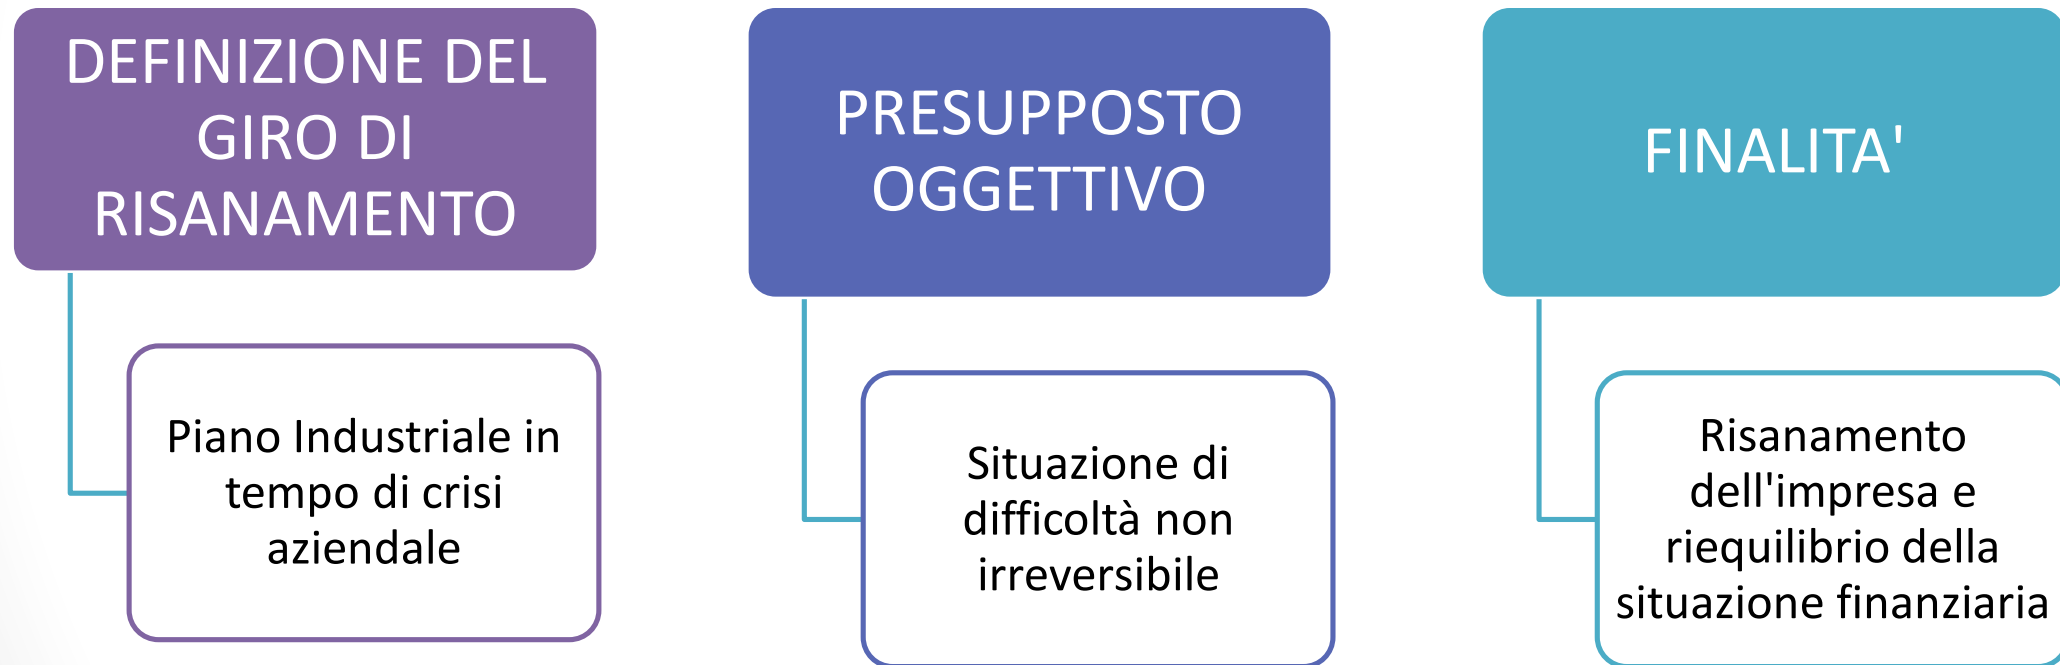 DEFINIZIONE DEL
GIRO DI
RISANAMENTO
Piano Industriale in
tempo di crisi
aziendale
PRESUPPOSTO
OGGETTIVO
Situazione di
difficoltà non
irreversibile
FINALITA'
Risanamento
dell'impresa e
riequilibrio della
situazione finanziaria